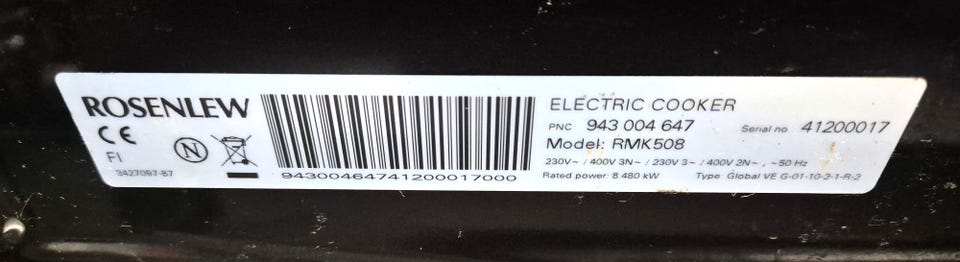 ROSENLEW
CE
FI
N
3427097-87
94300464741200017000
ELECTRIC COOKER
PNC 943 004 647 Serial no. 41200017
Model: RMK508
230V~ / 400V 3N~ / 230V 3~ / 400V 2N~ , ~50 Hz
Rated power: 8 480 kW Type Global VE G-01-10-2-1-R-2